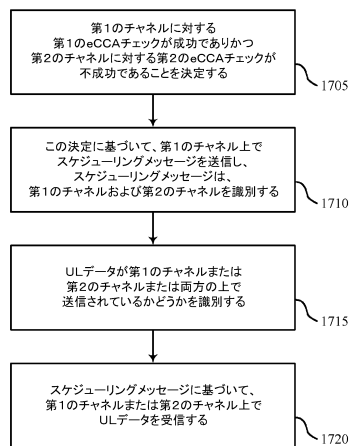 第1のチャネルに対する
第1のeCCAチェックが成功でありかつ
第2のチャネルに対する第2のeCCAチェックが
不成功であることを決定する
1705
この決定に基づいて、第1のチャネル上で
スケジューリングメッセージを送信し、
スケジューリングメッセージは、
第1のチャネルおよび第2のチャネルを識別する
1710
ULデータが第1のチャネルまたは
第2のチャネルまたは両方の上で
送信されているかどうかを識別する
1715
スケジューリングメッセージに基づいて、
第1のチャネルまたは第2のチャネル上で
ULデータを受信する
1720